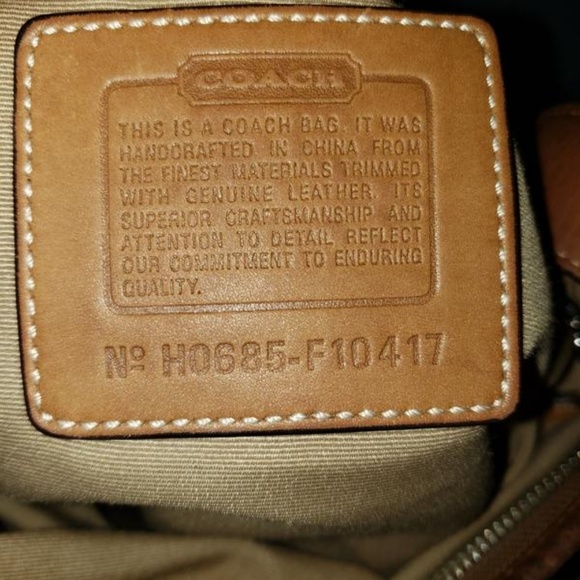 COACH
THIS IS A COACH BAG. IT WAS
HANDCRAFTED IN CHINA FROM
THE FINEST MATERIALS TRIMMED
WITH GENUINE LEATHER. ITS
SUPERIOR CRAFTSMANSHIP AND
ATTENTION TO DETAIL REFLECT
OUR COMMITMENT TO ENDURING
QUALITY.
Nº H0685-F10417